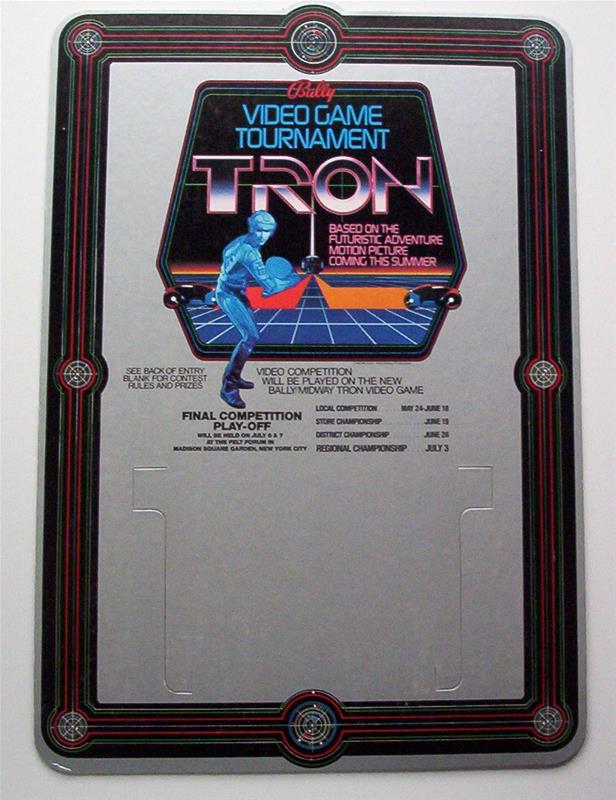 Bally
VIDEO GAME
TOURNAMENT
TRON
BASED ON THE
FUTURISTIC ADVENTURE
MOTION PICTURE
COMING THIS SUMMER
SEE BACK OF ENTRY
BLANK FOR CONTEST
RULES AND PRIZES
VIDEO COMPETITION
WILL BE PLAYED ON THE NEW
BALLY/MIDWAY TRON VIDEO GAME
FINAL COMPETITION
PLAY-OFF
WILL BE HELD ON JULY 6 & 7
AT THE FELT FORUM IN
MADISON SQUARE GARDEN, NEW YORK CITY
LOCAL COMPETITION MAY 24-JUNE 18
STORE CHAMPIONSHIP JUNE 19
DISTRICT CHAMPIONSHIP JUNE 26
REGIONAL CHAMPIONSHIP JULY 3